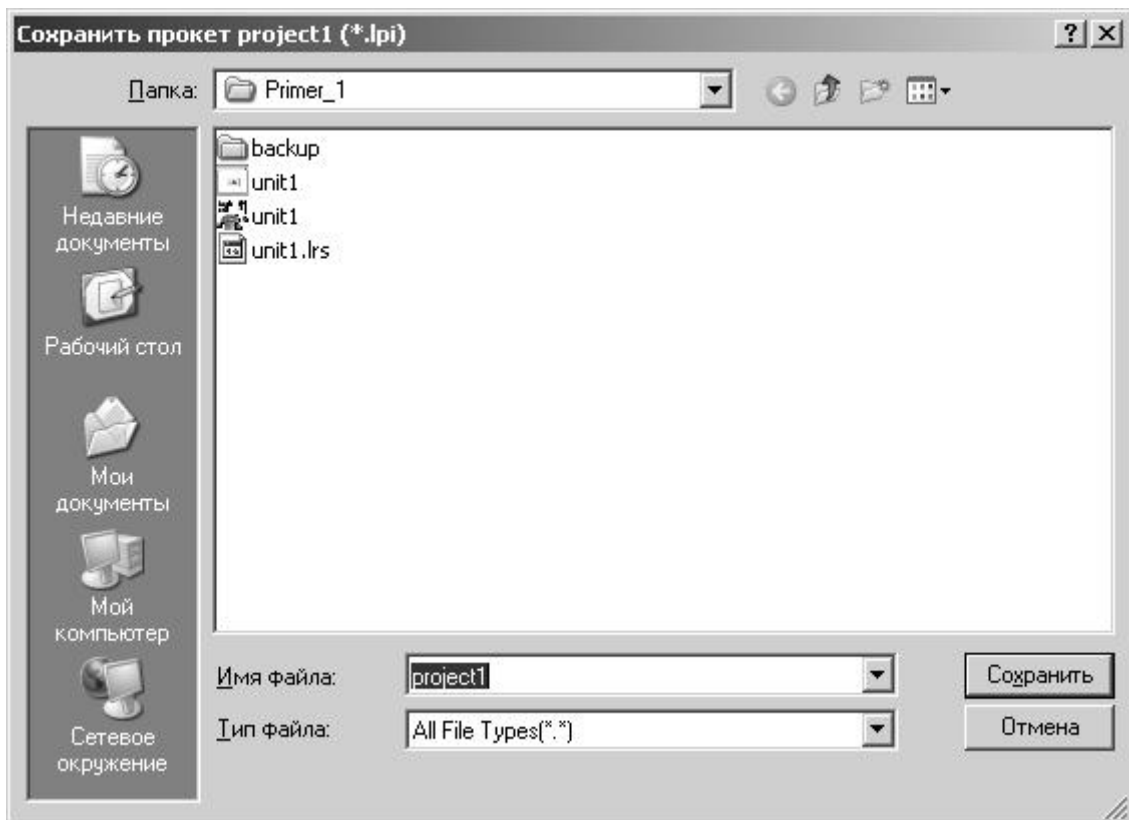 Сохранить прокет project1 (*.lpi)
Папка:
Primer_1
backup
unit1
unit1
unit1.lrs
Недавние
документы
Рабочий стол
Мои
документы
Мой
компьютер
Сетевое
окружение
Имя файла:
project1
Сохранить
Тип файла:
All File Types(*.*)
Отмена